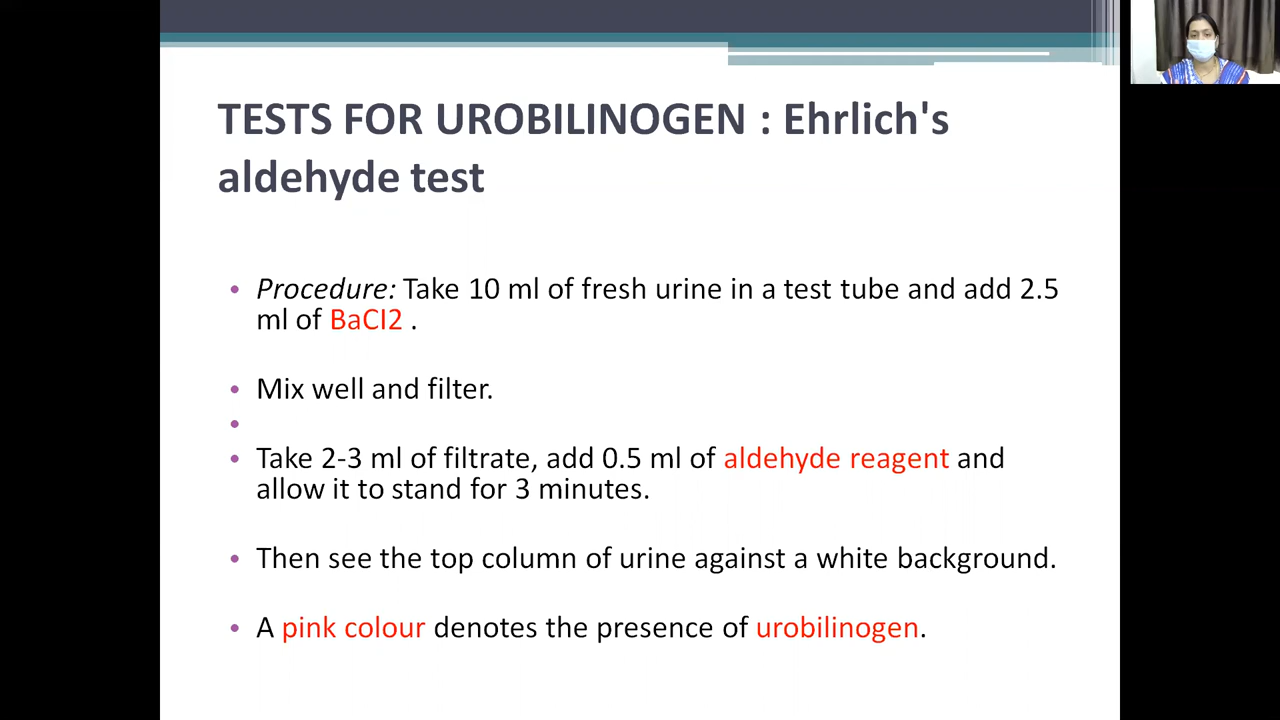 TESTS FOR UROBILINOGEN : Ehrlich's
aldehyde test
• Procedure: Take 10 ml of fresh urine in a test tube and add 2.5
ml of BaCI2 .
• Mix well and filter.
•
• Take 2-3 ml of filtrate, add 0.5 ml of aldehyde reagent and
allow it to stand for 3 minutes.
• Then see the top column of urine against a white background.
• A pink colour denotes the presence of urobilinogen.